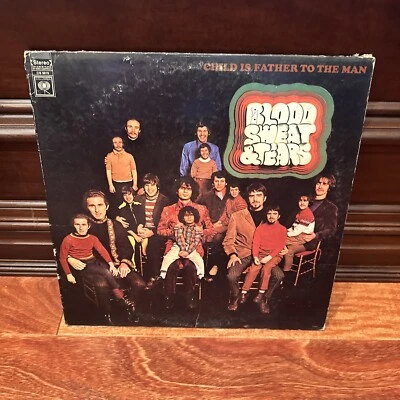 Stereo
CHILD IS FATHER TO THE MAN
BLOOD
SWEAT
& TEARS